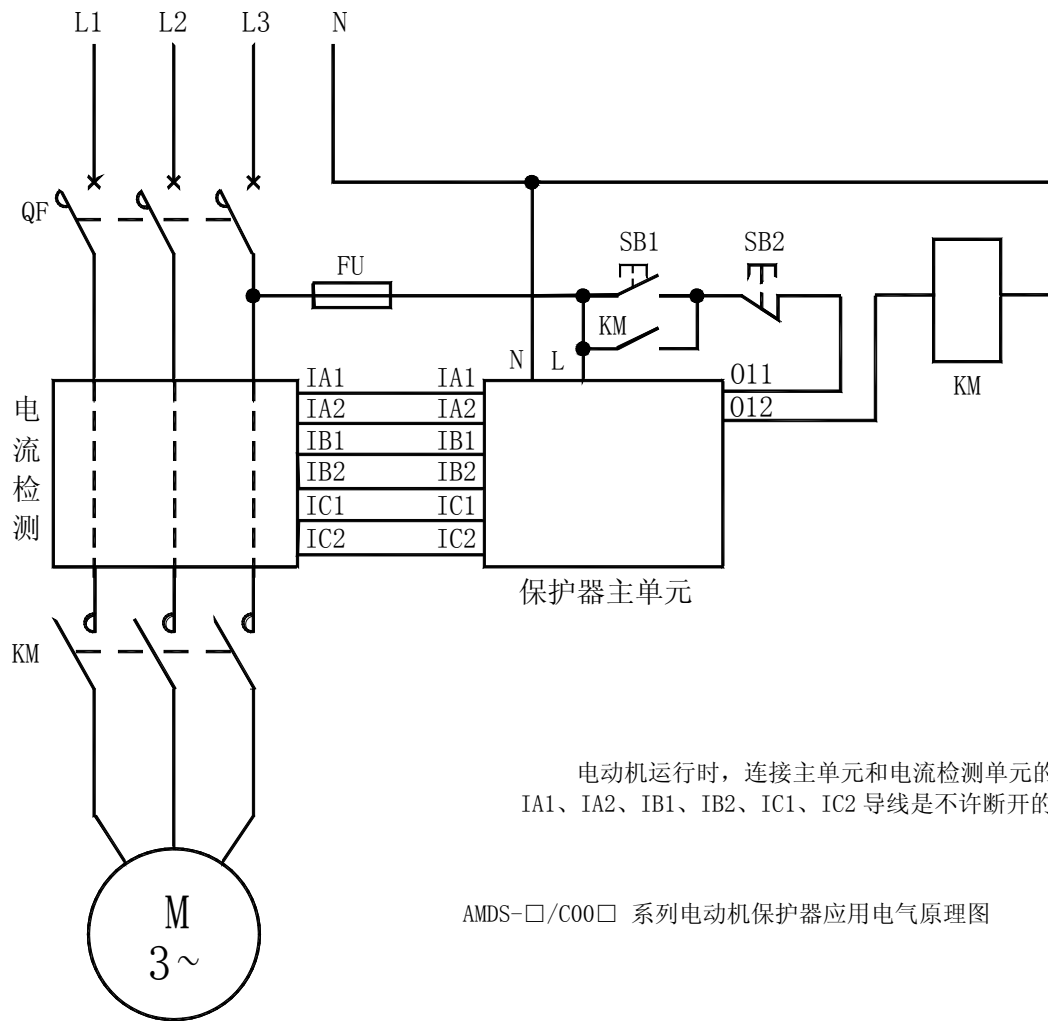 L1 L2 L3 N
QF
SB1 SB2
FU
KM
N L
KM
IA1 IA1 O11
IA2 IA2 O12
IB1 IB1
IB2 IB2
IC1 IC1
IC2 IC2
电流检测
保护器主单元
KM
电动机运行时，连接主单元和电流检测单元的
IA1、IA2、IB1、IB2、IC1、IC2 导线是不许断开的
M
3~
AMDS-□/C00□ 系列电动机保护器应用电气原理图